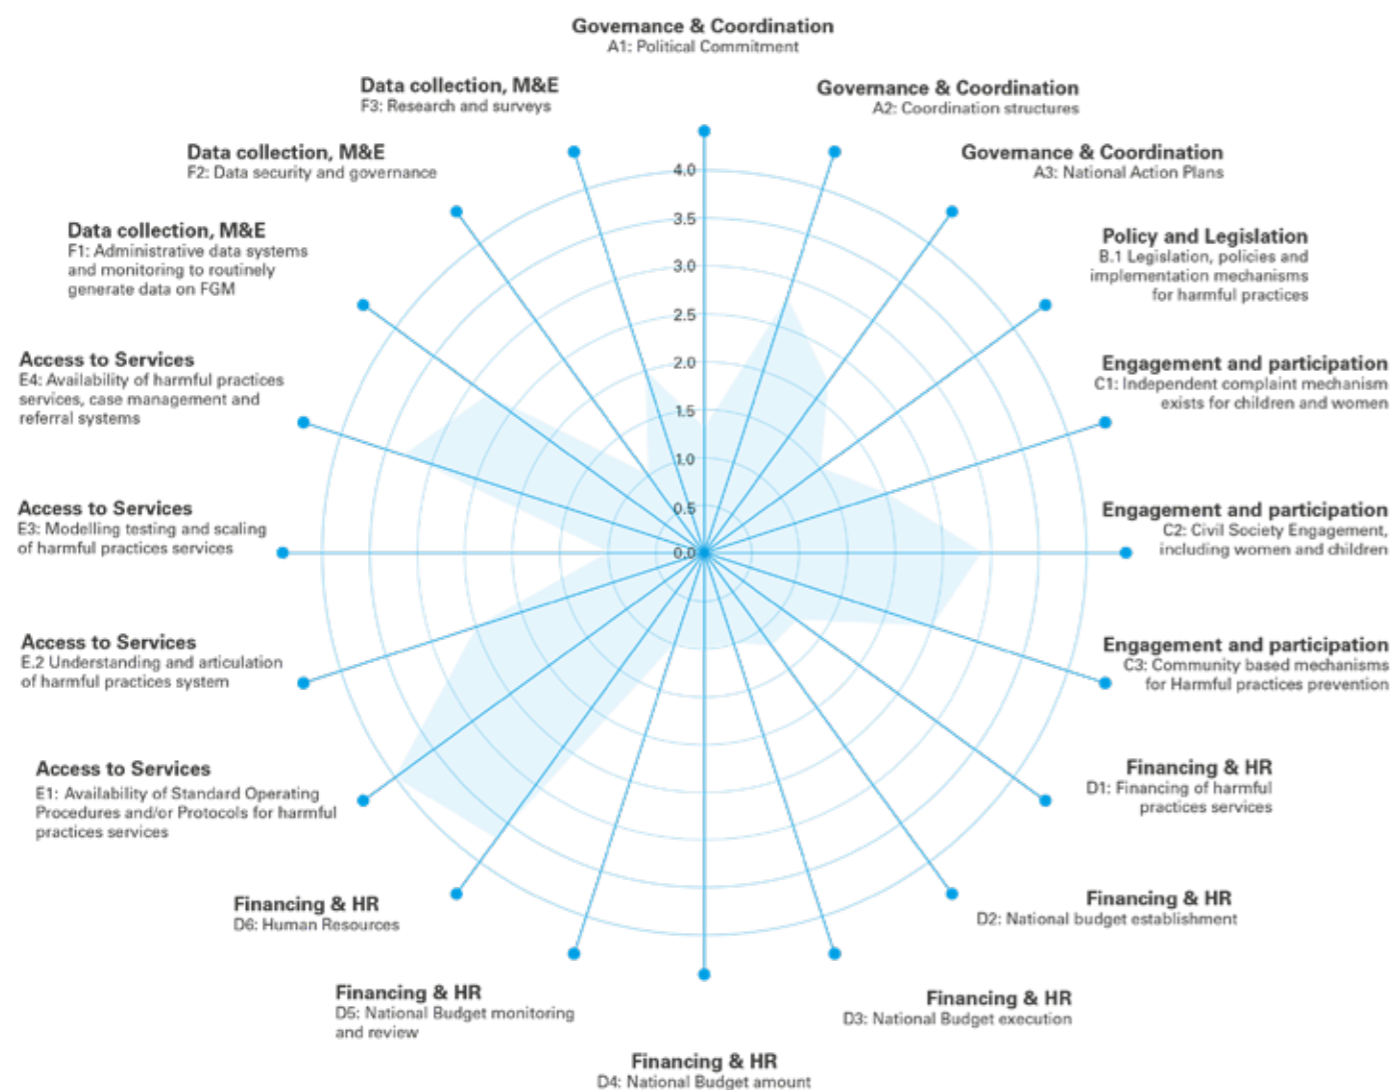 Governance & Coordination
A1: Political Commitment
Governance & Coordination
A2: Coordination structures
Governance & Coordination
A3: National Action Plans
Policy and Legislation
B.1 Legislation, policies and
implementation mechanisms
for harmful practices
Engagement and participation
C1: Independent complaint mechanism
exists for children and women
Engagement and participation
C2: Civil Society Engagement,
including women and children
Engagement and participation
C3: Community based mechanisms
for Harmful practices prevention
Financing & HR
D1: Financing of harmful
practices services
Financing & HR
D2: National budget establishment
Financing & HR
D3: National Budget execution
Financing & HR
D4: National Budget amount
Financing & HR
D5: National Budget monitoring
and review
Financing & HR
D6: Human Resources
Access to Services
E1: Availability of Standard Operating
Procedures and/or Protocols for harmful
practices services
Access to Services
E.2 Understanding and articulation
of harmful practices system
Access to Services
E3: Modelling testing and scaling
of harmful practices services
Access to Services
E4: Availability of harmful practices
services, case management and
referral systems
Data collection, M&E
F1: Administrative data systems
and monitoring to routinely
generate data on FGM
Data collection, M&E
F2: Data security and governance
Data collection, M&E
F3: Research and surveys
4.0
3.5
3.0
2.5
2.0
1.5
1.0
0.5
0.0